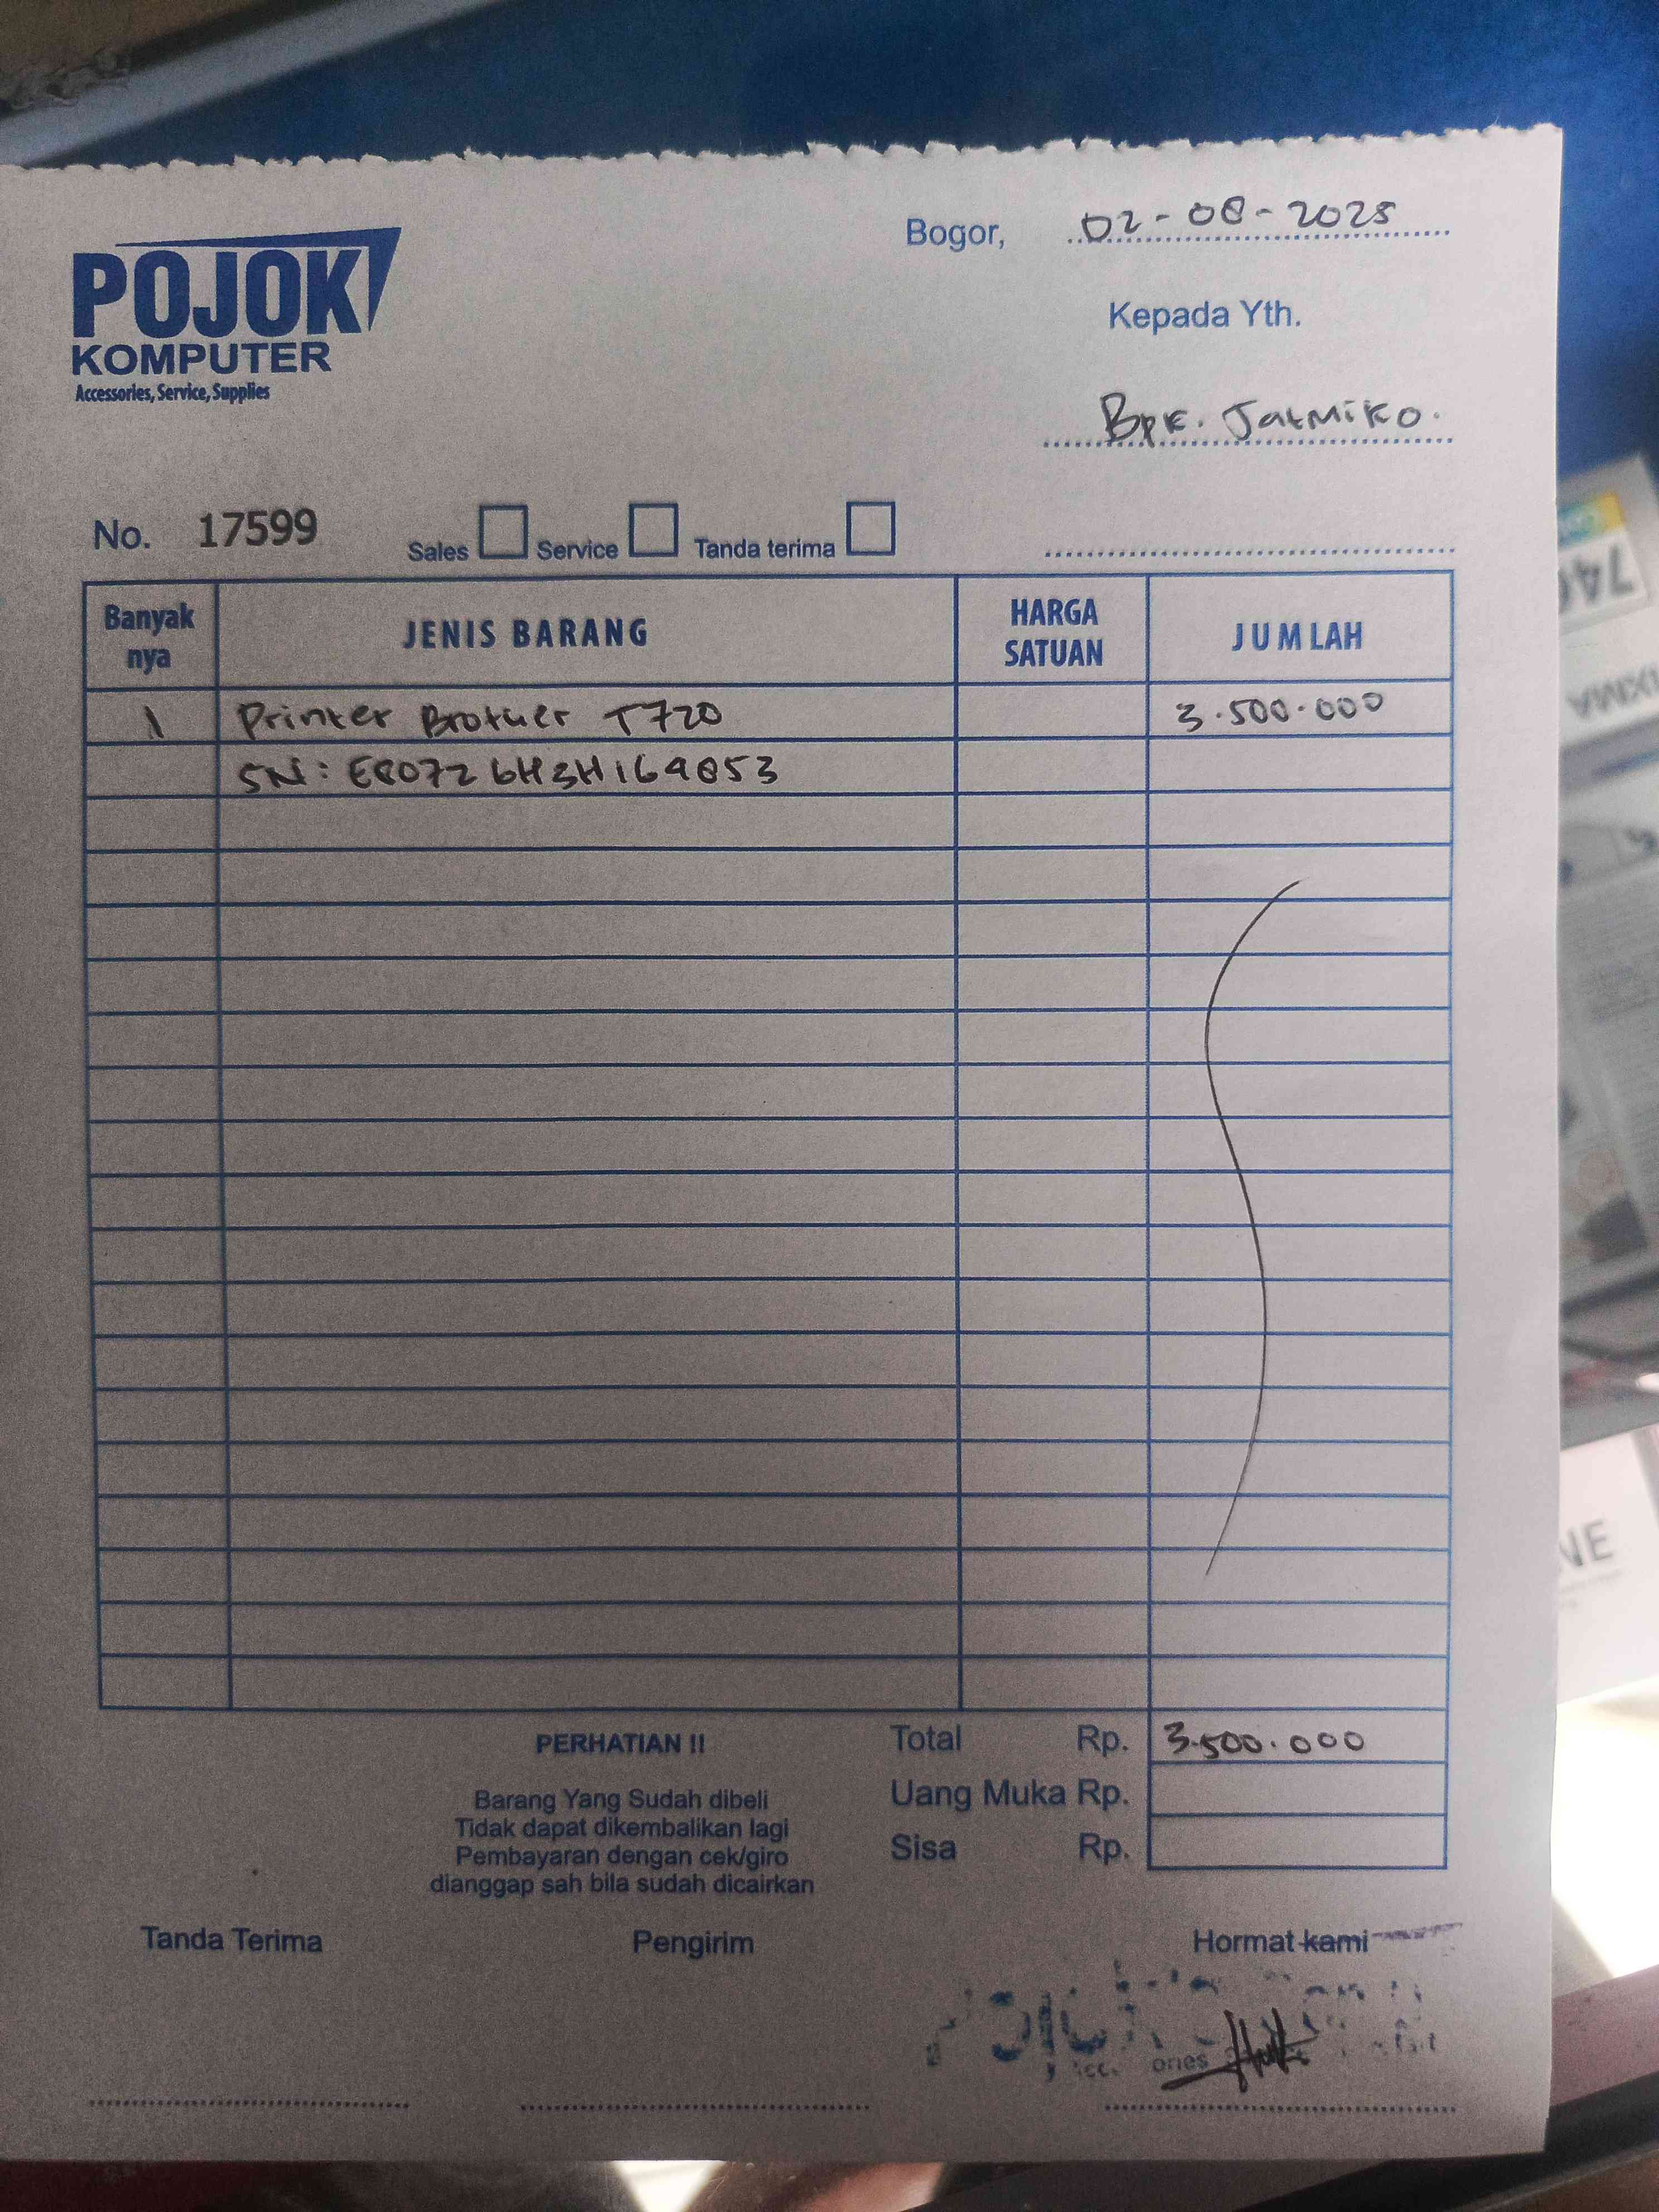 Bogor, 02-08-2025
POJOK
KOMPUTER
Accessories, Service, Supplies
Kepada Yth.
Bpk. Jatmiko.
No. 17599 Sales Service Tanda terima
Banyak nya JENIS BARANG HARGA SATUAN JUMLAH
1 Printer Brother T720 3.500.000
SN:
PERHATIAN !! Total Rp. 3.500.000
Barang Yang Sudah dibeli Uang Muka Rp.
Tidak dapat dikembalikan lagi
Pembayaran dengan cek/giro Sisa Rp.
dianggap sah bila sudah dicairkan
Tanda Terima Pengirim Hormat kami